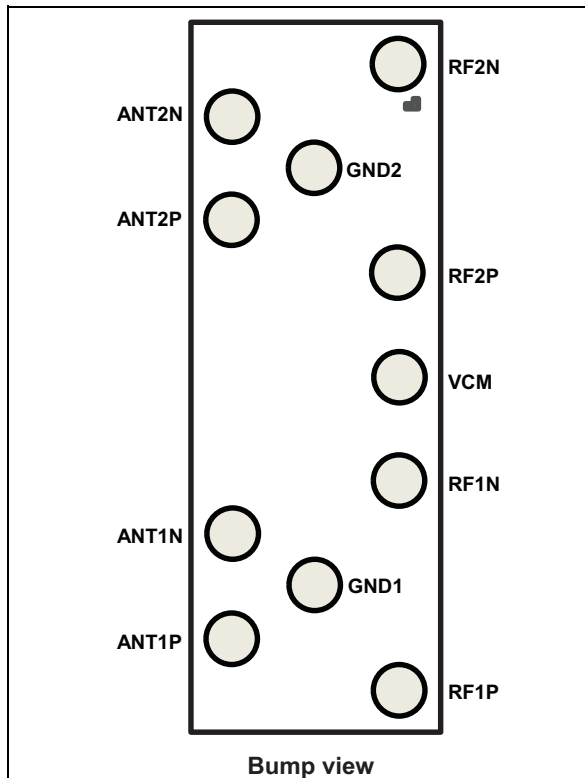 RF2N
ANT2N
GND2
ANT2P
RF2P
VCM
RF1N
ANT1N
GND1
ANT1P
RF1P
Bump view